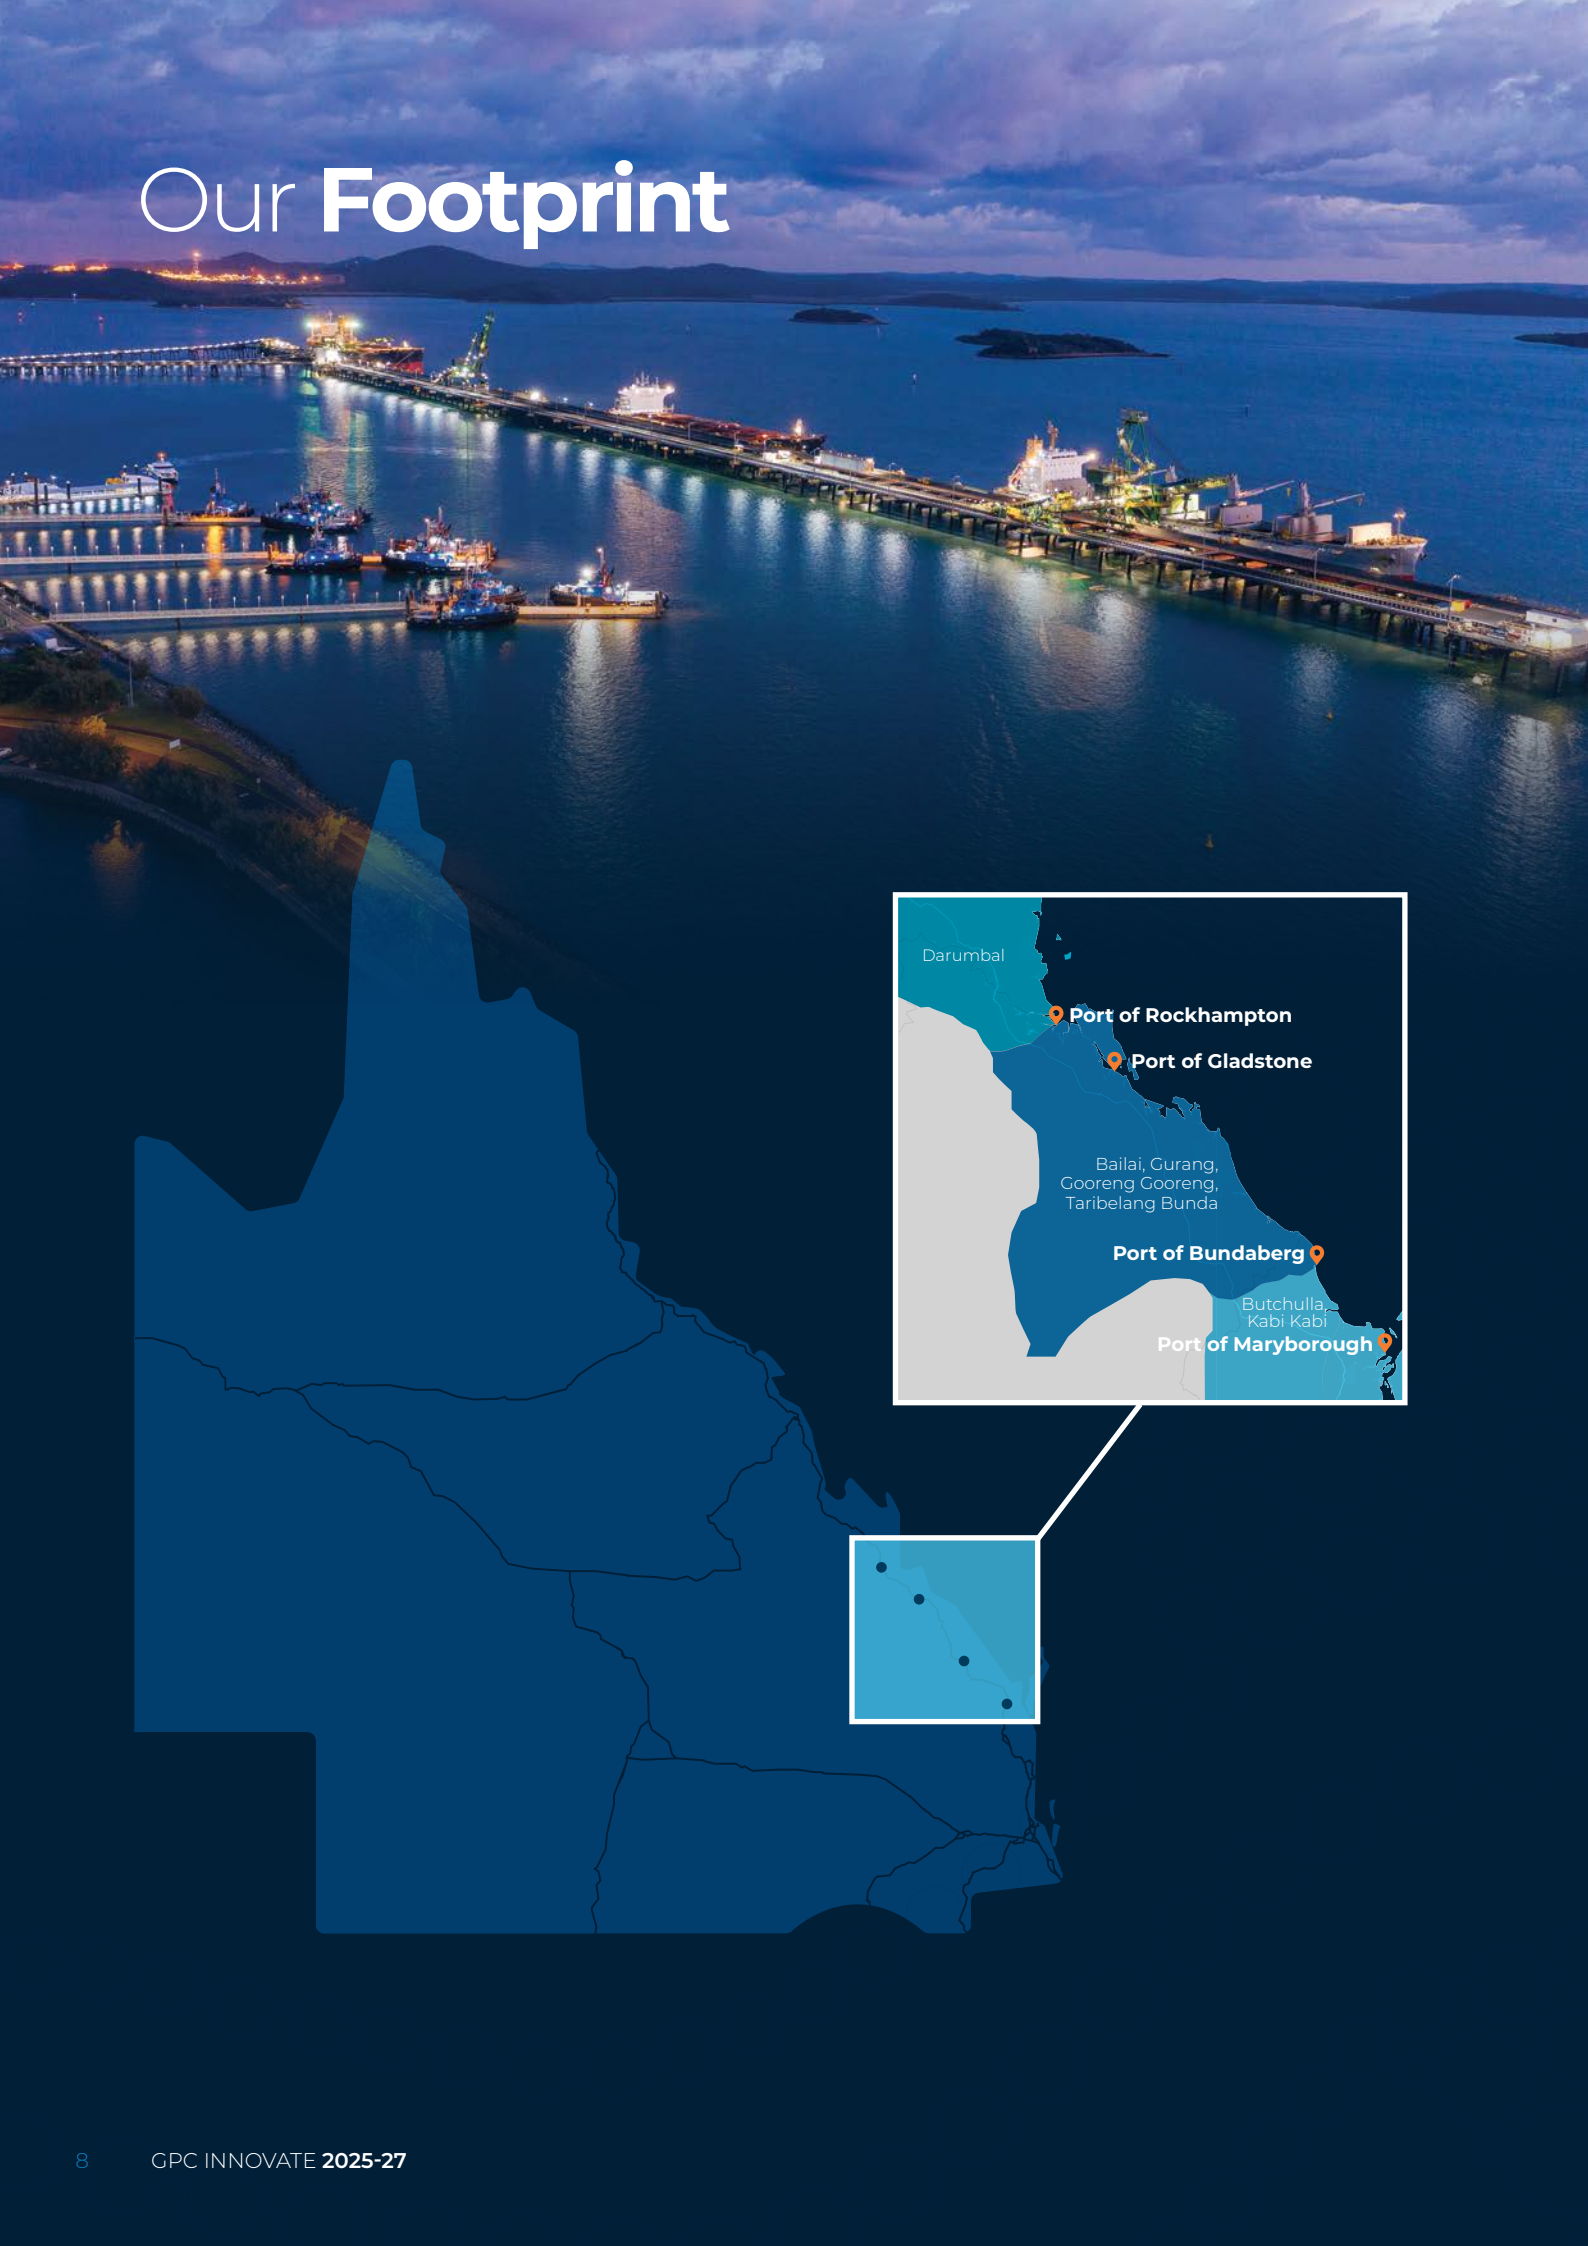 Our Footprint
Darumbal
Port of Rockhampton
Port of Gladstone
Bailai, Gurang,
Gooreng Gooreng,
Taribelang Bunda
Port of Bundaberg
Butchulla,
Kabi Kabi
Port of Maryborough
8 GPC INNOVATE 2025-27